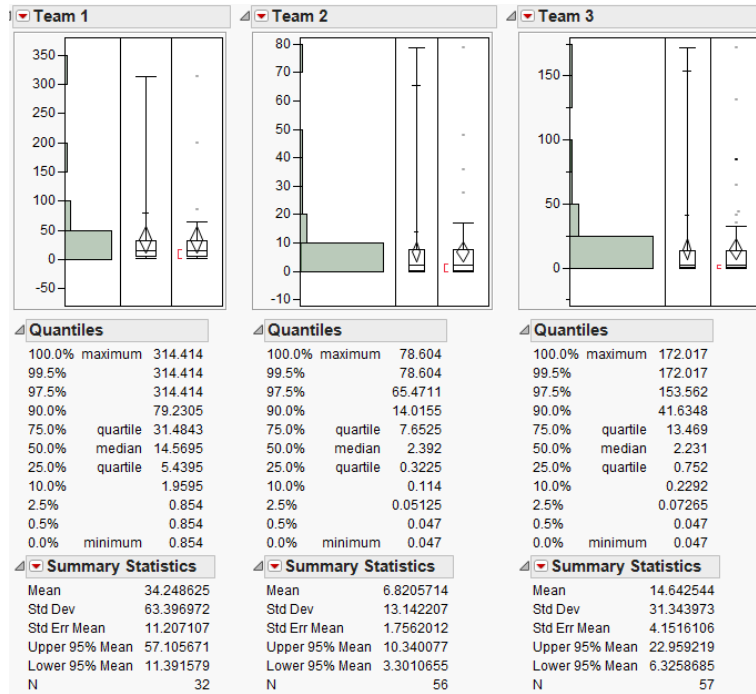 Team 1
350
300
250
200
150
100
50
0
-50
Quantiles
100.0% maximum 314.414
99.5% 314.414
97.5% 314.414
90.0% 79.2305
75.0% quartile 31.4843
50.0% median 14.5695
25.0% quartile 5.4395
10.0% 1.9595
2.5% 0.854
0.5% 0.854
0.0% minimum 0.854
Summary Statistics
Mean 34.248625
Std Dev 63.396972
Std Err Mean 11.207107
Upper 95% Mean 57.105671
Lower 95% Mean 11.391579
N 32
Team 2
80
70
60
50
40
30
20
10
0
-10
Quantiles
100.0% maximum 78.604
99.5% 78.604
97.5% 65.4711
90.0% 14.0155
75.0% quartile 7.6525
50.0% median 2.392
25.0% quartile 0.3225
10.0% 0.114
2.5% 0.05125
0.5% 0.047
0.0% minimum 0.047
Summary Statistics
Mean 6.8205714
Std Dev 13.142207
Std Err Mean 1.7562012
Upper 95% Mean 10.340077
Lower 95% Mean 3.3010655
N 56
Team 3
150
100
50
0
Quantiles
100.0% maximum 172.017
99.5% 172.017
97.5% 153.562
90.0% 41.6348
75.0% quartile 13.469
50.0% median 2.231
25.0% quartile 0.752
10.0% 0.2292
2.5% 0.07265
0.5% 0.047
0.0% minimum 0.047
Summary Statistics
Mean 14.642544
Std Dev 31.343973
Std Err Mean 4.1516106
Upper 95% Mean 22.959219
Lower 95% Mean 6.3258685
N 57